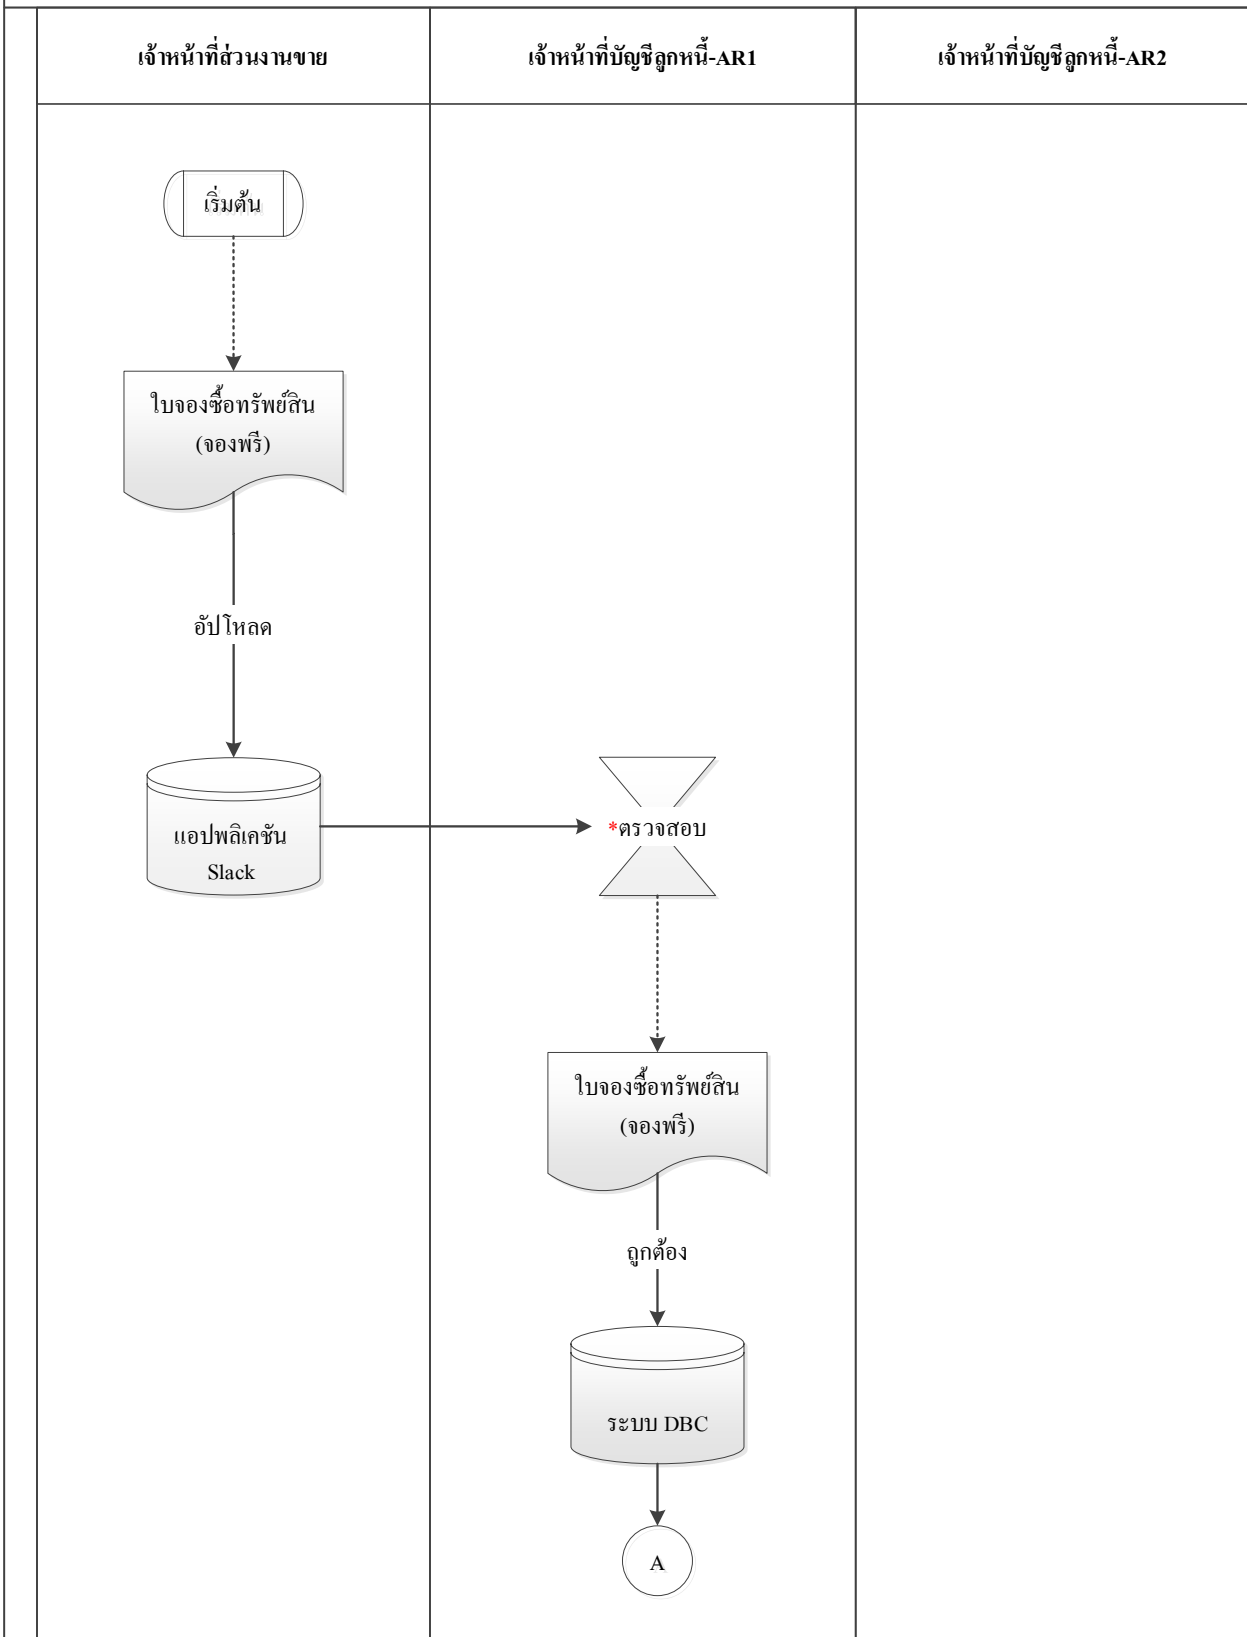 เจ้าหน้าที่ส่วนงานขาย
เจ้าหน้าที่บัญชีลูกหนี้-AR1
เจ้าหน้าที่บัญชีลูกหนี้-AR2
เริ่มต้น
ใบจองซื้อทรัพย์สิน
(จองพรี)
อัปโหลด
แอปพลิเคชัน
Slack
*ตรวจสอบ
ใบจองซื้อทรัพย์สิน
(จองพรี)
ถูกต้อง
ระบบ DBC
A